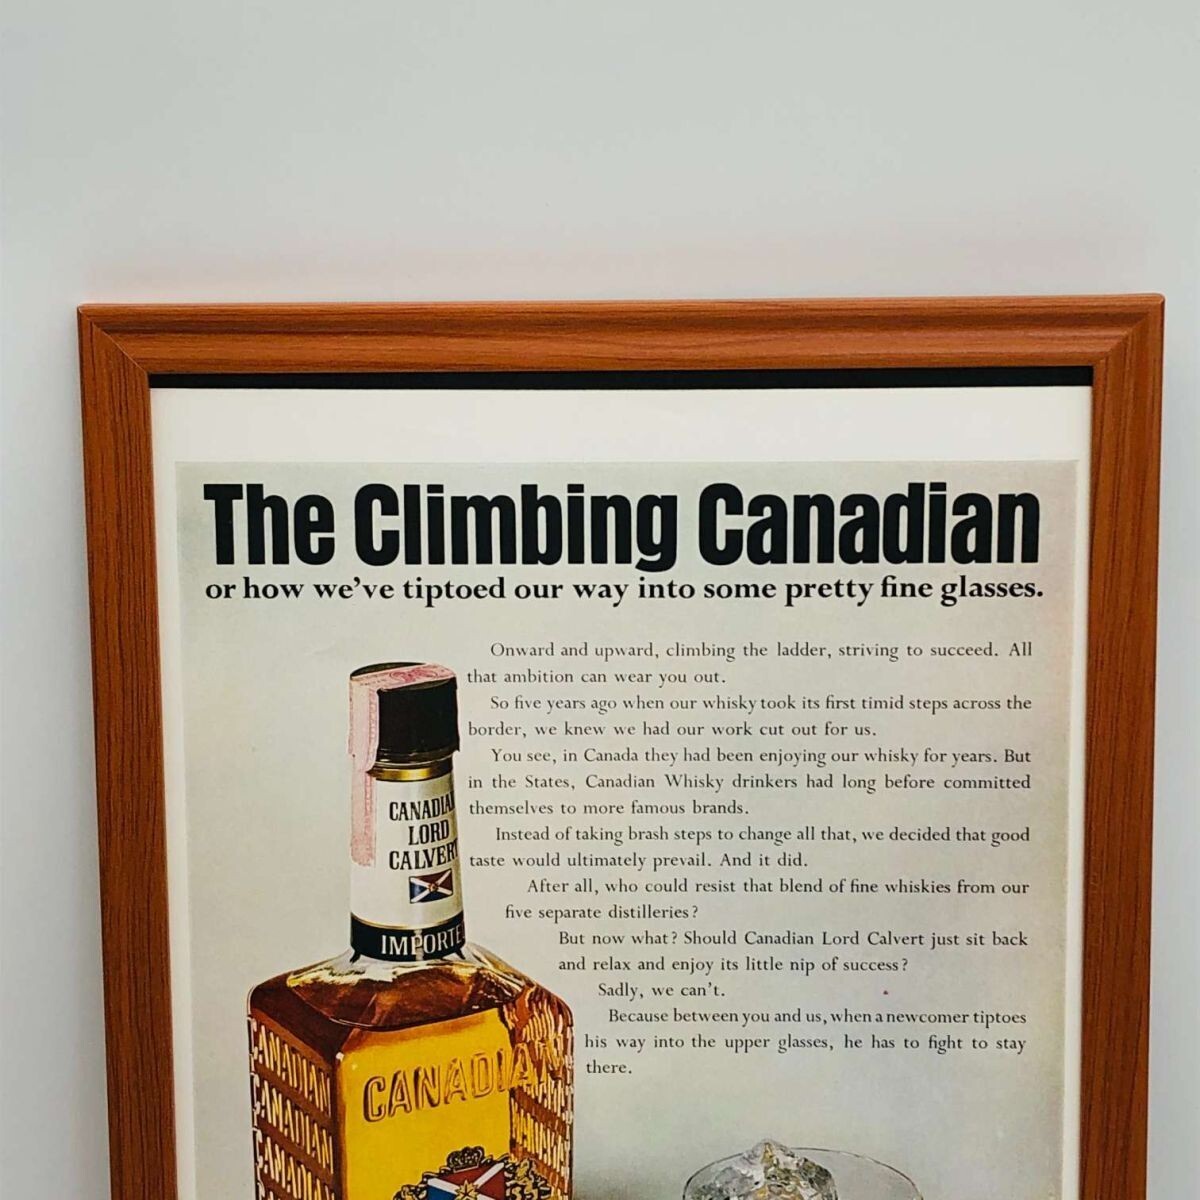 The Climbing Canadian
or how we've tiptoed our way into some pretty fine glasses.
Onward and upward, climbing the ladder, striving to succeed. All
that ambition can wear you out.
So five years ago when our whisky took its first timid steps across the
border, we knew we had our work cut out for us.
You see, in Canada they had been enjoying our whisky for years. But
in the States, Canadian Whisky drinkers had long before committed
themselves to more famous brands.
Instead of taking brash steps to change all that, we decided that good
taste would ultimately prevail. And it did.
After all, who could resist that blend of fine whiskies from our
five separate distilleries?
But now what? Should Canadian Lord Calvert just sit back
and relax and enjoy its little nip of success?
Sadly, we can't.
Because between you and us, when a newcomer tiptoes
his way into the upper glasses, he has to fight to stay
there.
CANADIAN
LORD
CALVERT
IMPORTED
CANADIAN
CANADIAN
CANADIAN
CANADIAN
CANADIAN